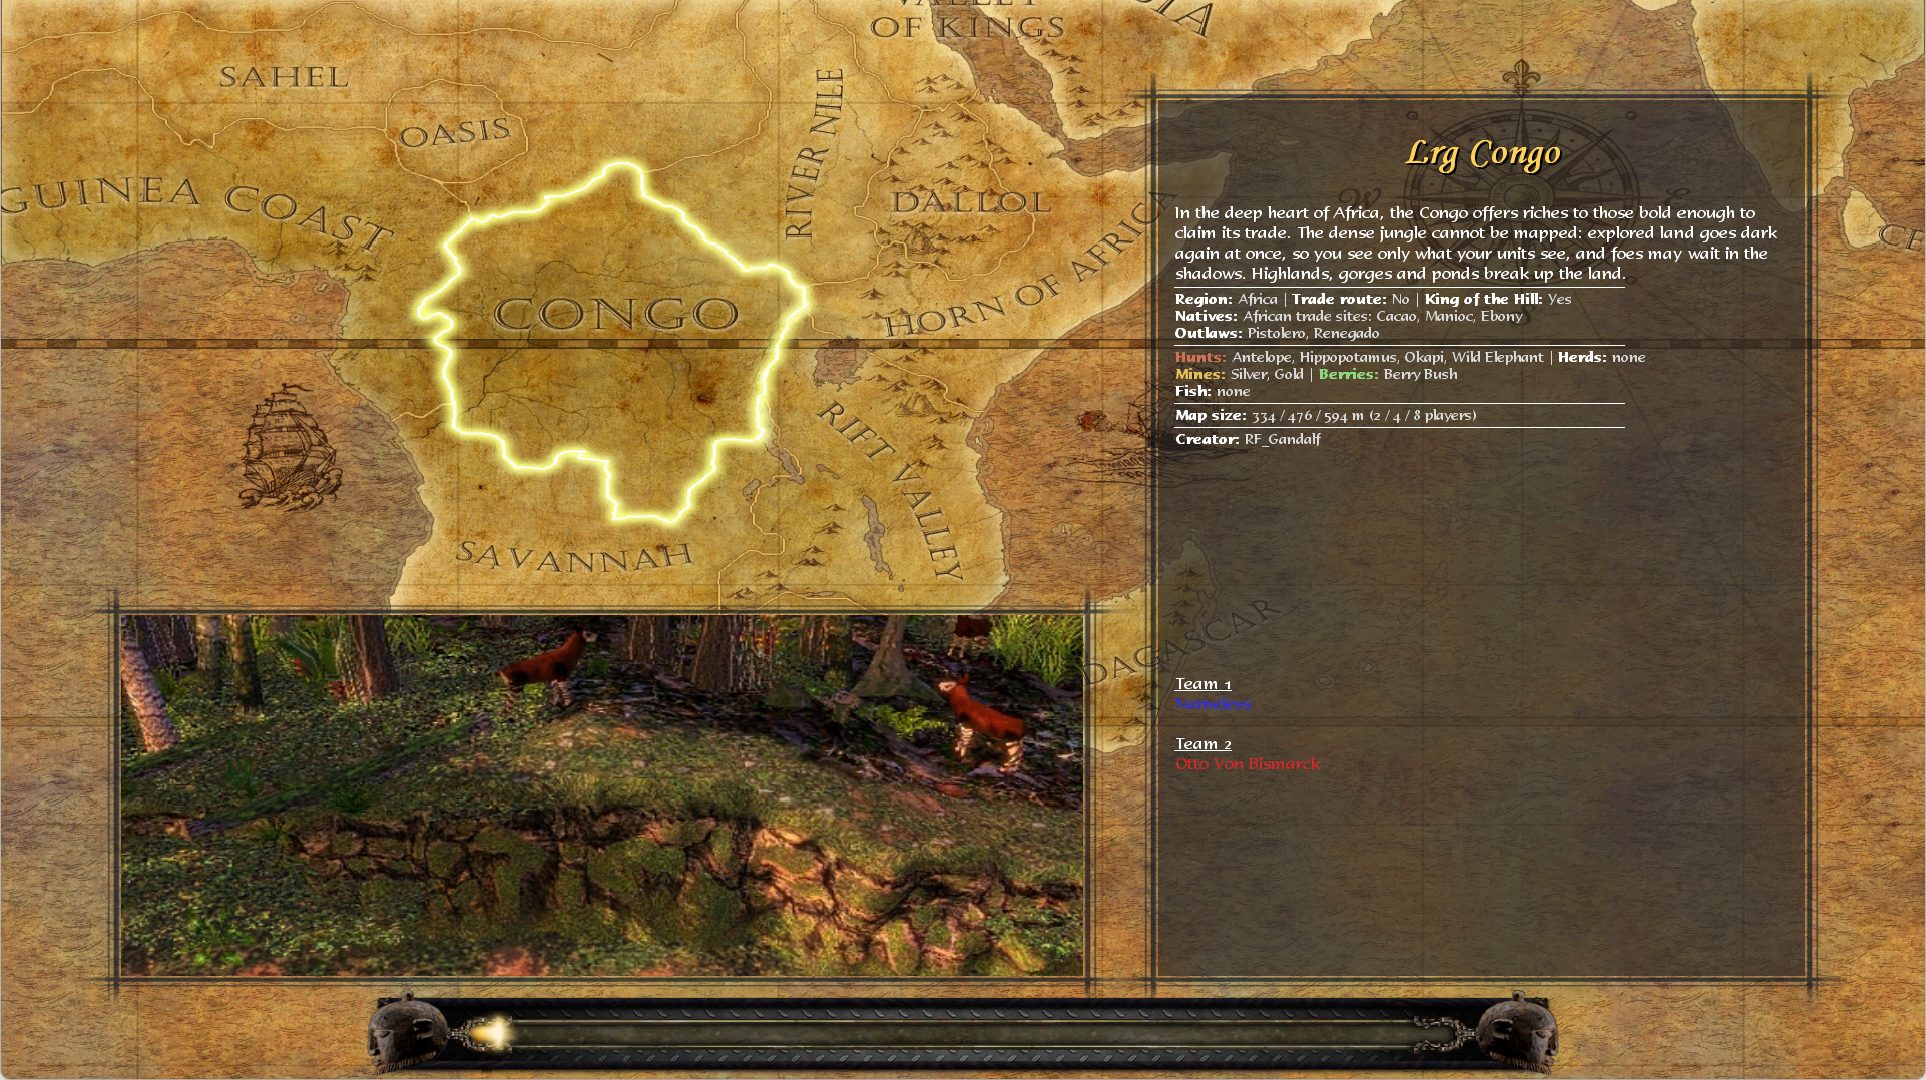 VALLEY
OF KINGS
SAHEL
OASIS
RIVER NILE
GUINEA COAST
DALLOL
CONGO
HORN OF AFRICA
RIFT VALLEY
SAVANNAH
DAGASCAR
Lrg Congo
In the deep heart of Africa, the Congo offers riches to those bold enough to
claim its trade. The dense jungle cannot be mapped: explored land goes dark
again at once, so you see only what your units see, and foes may wait in the
shadows. Highlands, gorges and ponds break up the land.
Region: Africa | Trade route: No | King of the Hill: Yes
Natives: African trade sites: Cacao, Manioc, Ebony
Outlaws: Pistolero, Renegado
Hunts: Antelope, Hippopotamus, Okapi, Wild Elephant | Herds: none
Mines: Silver, Gold | Berries: Berry Bush
Fish: none
Map size: 334 / 476 / 594 m (2 / 4 / 8 players)
Creator: RF_Gandalf
Team 1
Nameless
Team 2
Otto Von Bismarck